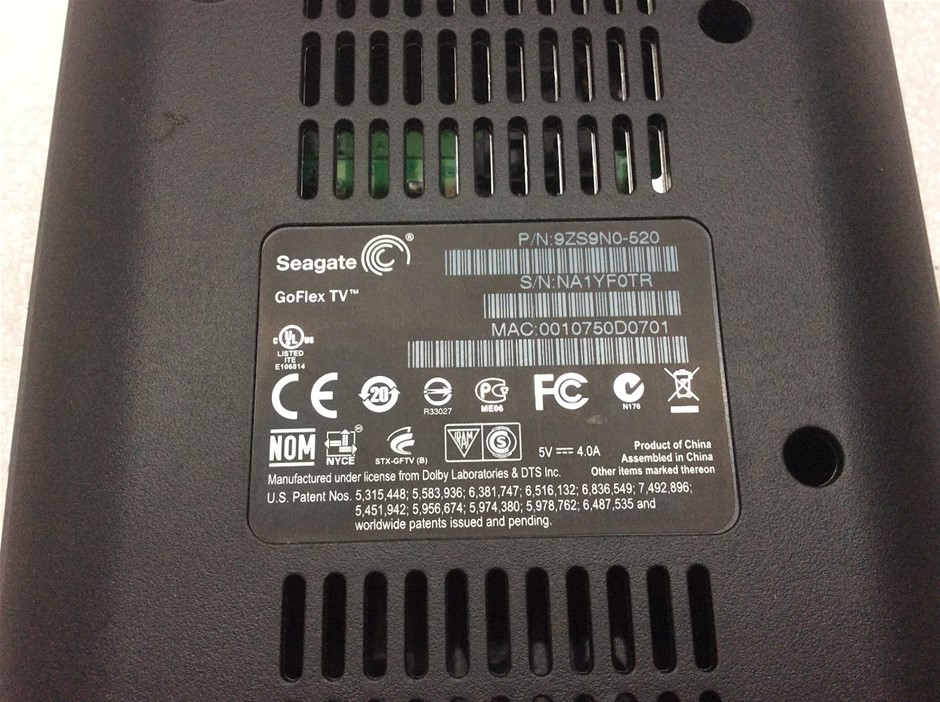 Seagate®
GoFlex TV™
P/N:9ZS9N0-520
S/N:NA1YF0TR
MAC:0010750D0701
c UL us
LISTED
ITE
E106814
CE
20
R33027
PG
ME06
FC
N176
NOM
NYCE
STX-GFTV (B)
IRAM
S
5V ⎓ 4.0A
Product of China
Assembled in China
Other items marked thereon
Manufactured under license from Dolby Laboratories & DTS Inc.
U.S. Patent Nos. 5,315,448; 5,583,936; 6,381,747; 6,516,132; 6,836,549; 7,492,896;
5,451,942; 5,956,674; 5,974,380; 5,978,762; 6,487,535 and
worldwide patents issued and pending.